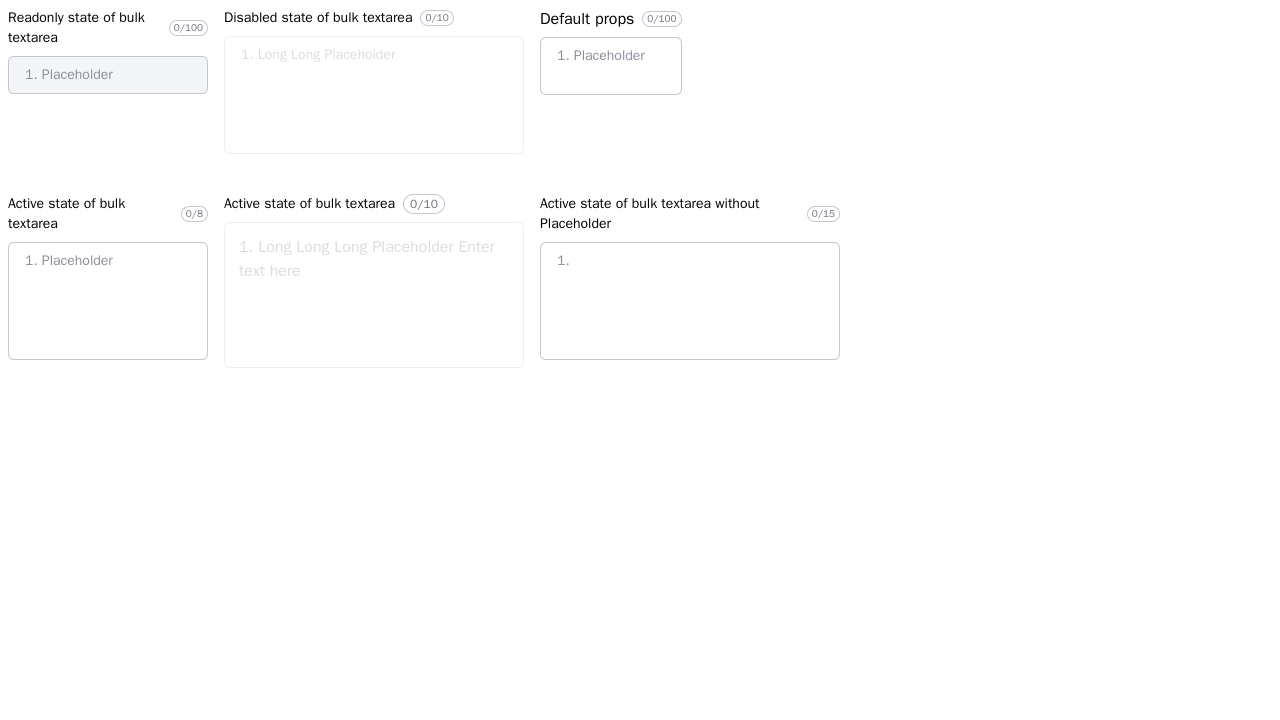 Readonly state of bulk
textarea
0/100
1. Placeholder
Disabled state of bulk textarea 0/10
1. Long Long Placeholder
Default props 0/100
1. Placeholder
Active state of bulk
textarea
0/8
1. Placeholder
Active state of bulk textarea 0/10
1. Long Long Long Placeholder Enter
text here
Active state of bulk textarea without
Placeholder
0/15
1.